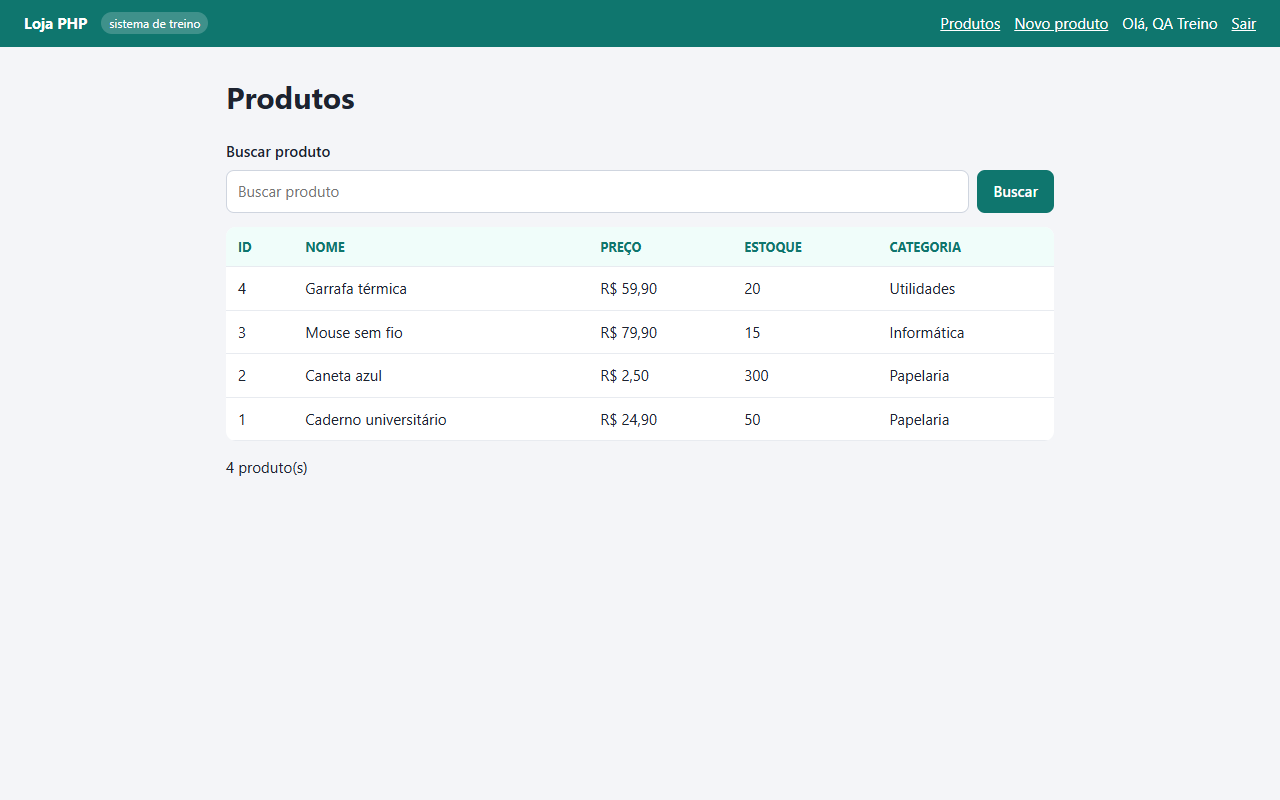 Loja PHP sistema de treino Produtos Novo produto Olá, QA Treino Sair
Produtos
Buscar produto
Buscar produto Buscar
ID NOME PREÇO ESTOQUE CATEGORIA
4 Garrafa térmica R$ 59,90 20 Utilidades
3 Mouse sem fio R$ 79,90 15 Informática
2 Caneta azul R$ 2,50 300 Papelaria
1 Caderno universitário R$ 24,90 50 Papelaria
4 produto(s)